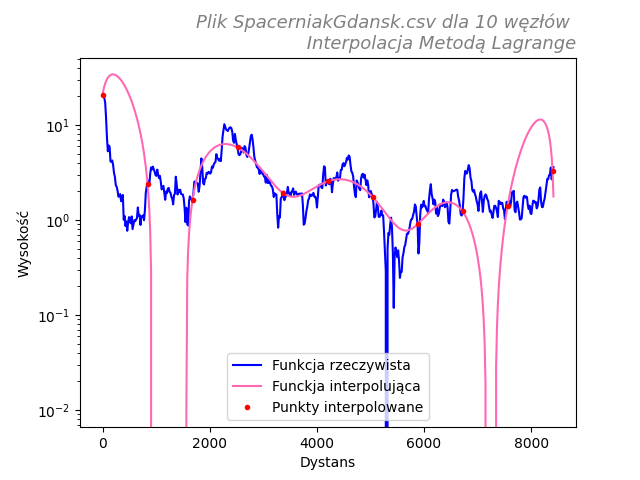 Plik SpacerniakGdansk.csv dla 10 węzłów
Interpolacja Metodą Lagrange
Wysokość
10¹
10⁰
10⁻¹
10⁻²
Funkcja rzeczywista
Funckja interpolująca
Punkty interpolowane
0 2000 4000 6000 8000
Dystans